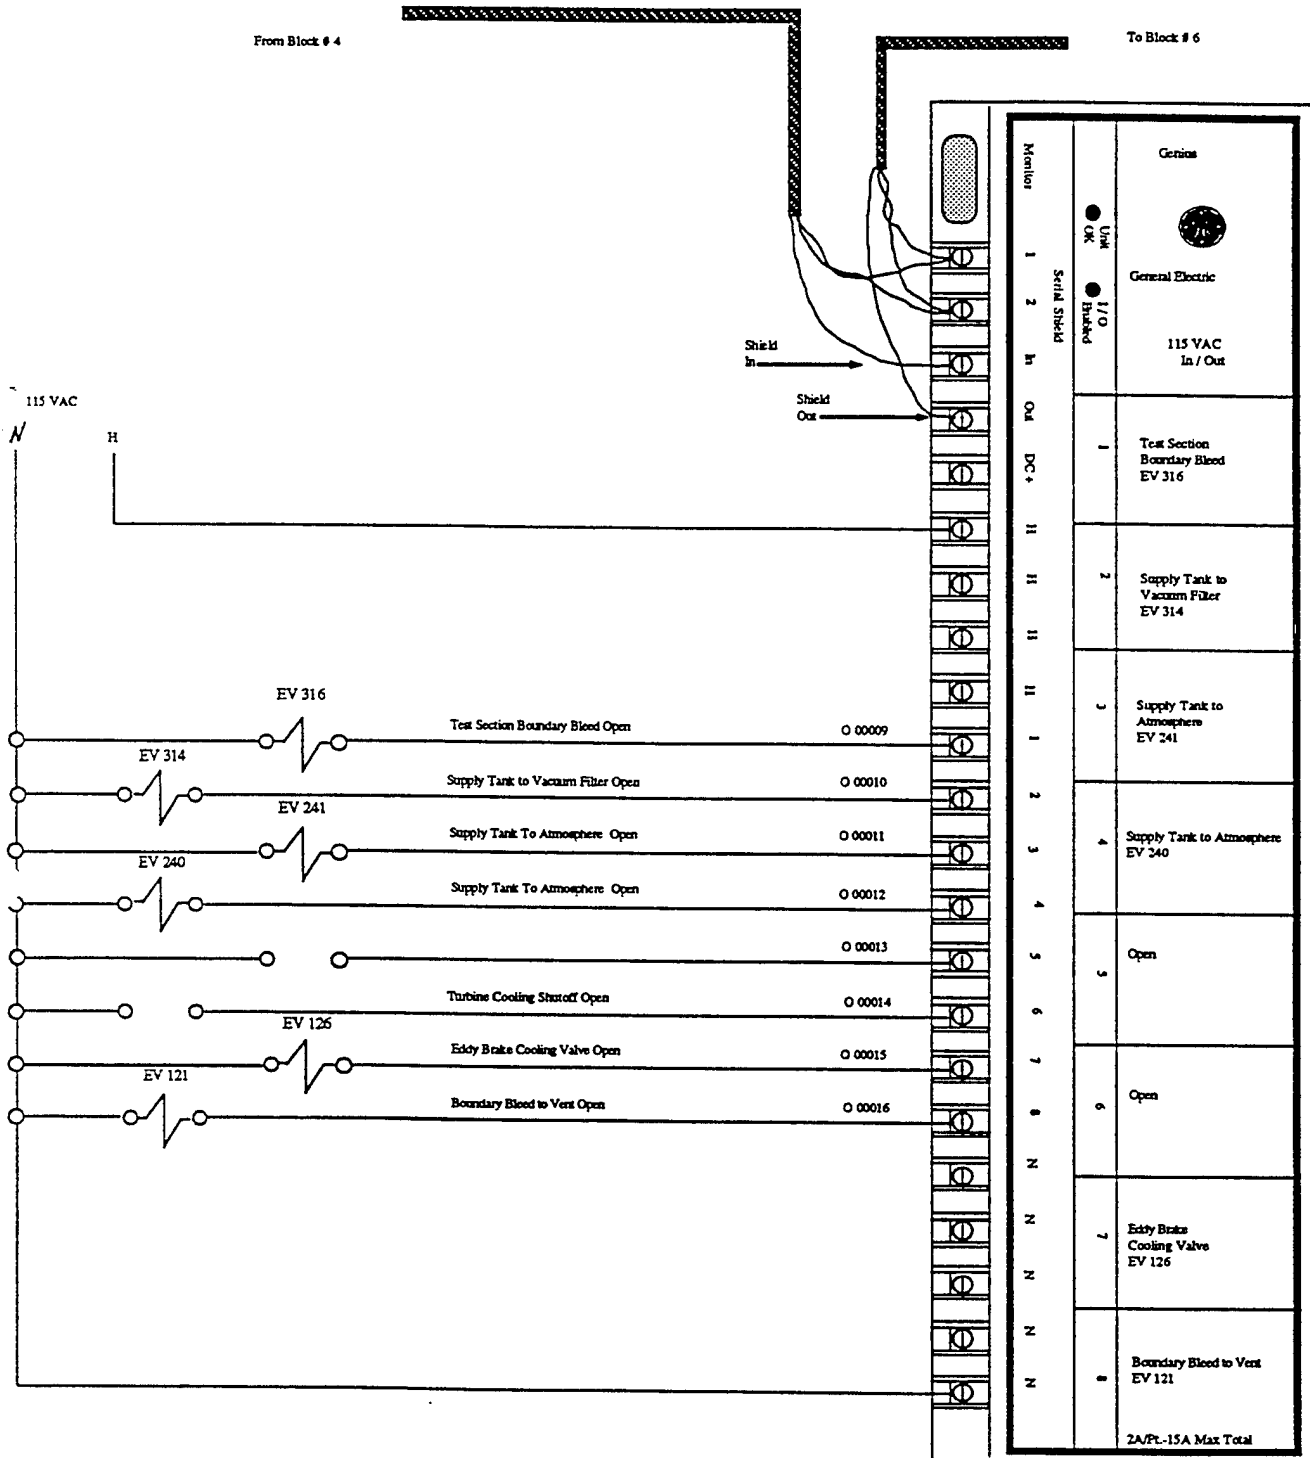 From Block # 4
To Block # 6
Monitor
Genius
Unit
OK
I / O
Enabled
General Electric
Serial Shield
115 VAC
In / Out
1
2
In
Out
DC+
H
H
H
H
1
2
3
4
5
6
7
8
N
N
N
N
N
Shield
In
Shield
Out
115 VAC
N
H
1
Test Section
Boundary Bleed
EV 316
2
Supply Tank to
Vacuum Filter
EV 314
3
Supply Tank to
Atmosphere
EV 241
4
Supply Tank to Atmosphere
EV 240
5
Open
6
Open
7
Eddy Brake
Cooling Valve
EV 126
8
Boundary Bleed to Vent
EV 121
2A/Pt.-15A Max Total
EV 316
Test Section Boundary Bleed Open
O 00009
EV 314
Supply Tank to Vacuum Filter Open
O 00010
EV 241
Supply Tank To Atmosphere Open
O 00011
EV 240
Supply Tank To Atmosphere Open
O 00012
O 00013
Turbine Cooling Shutoff Open
O 00014
EV 126
Eddy Brake Cooling Valve Open
O 00015
EV 121
Boundary Bleed to Vent Open
O 00016